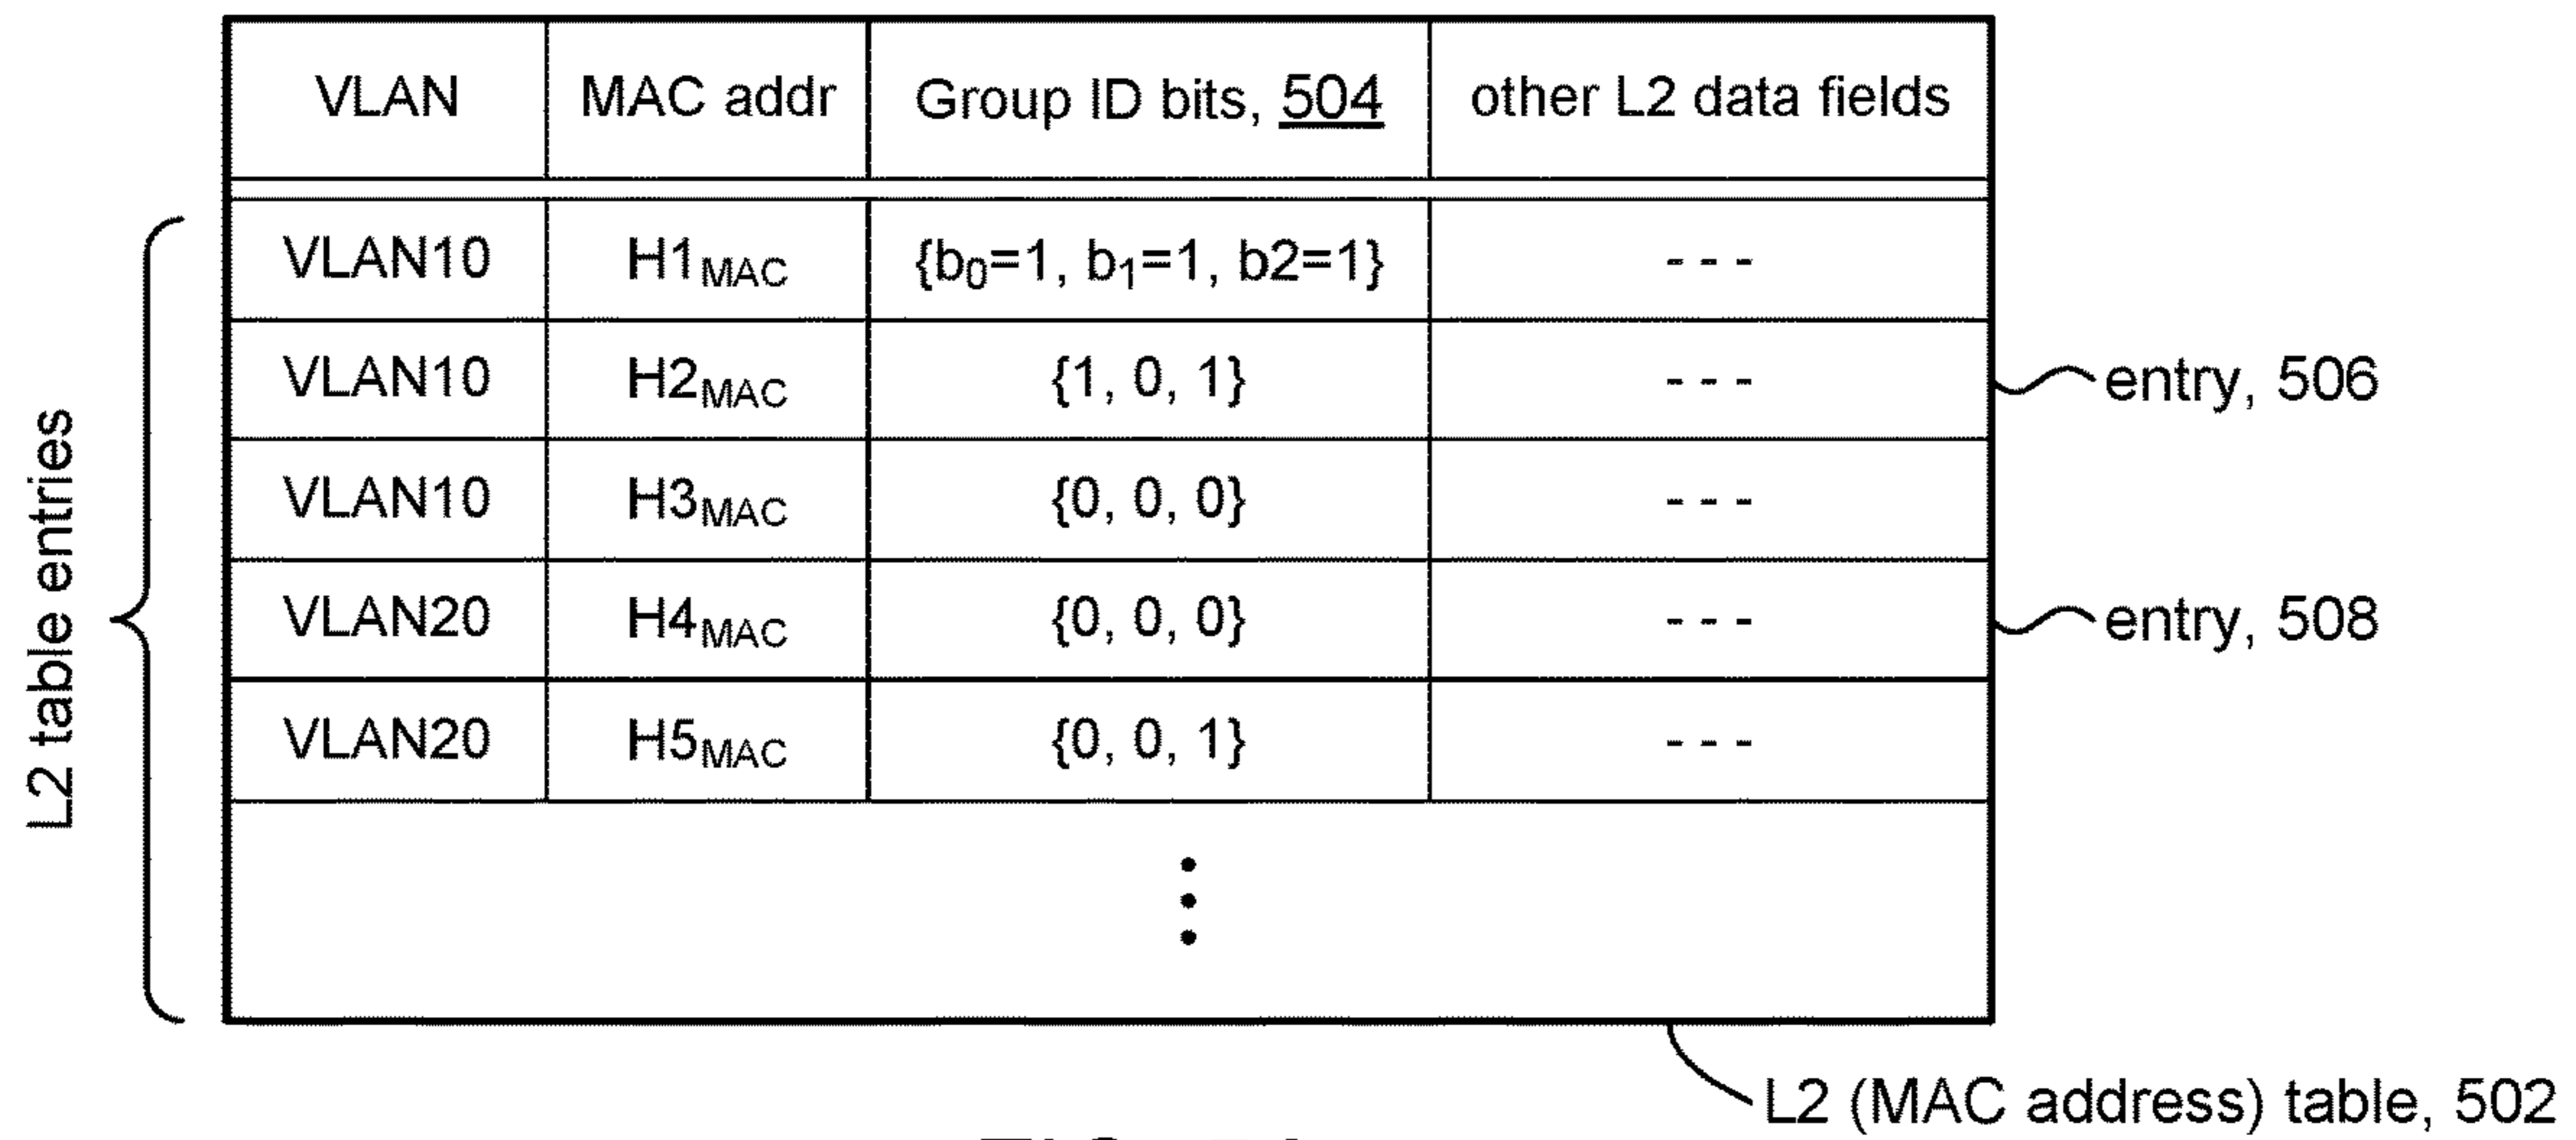 VLAN MAC addr Group ID bits, 504 other L2 data fields
VLAN10 H1MAC {b0=1, b1=1, b2=1} - - -
VLAN10 H2MAC {1, 0, 1} - - - entry, 506
VLAN10 H3MAC {0, 0, 0} - - -
VLAN20 H4MAC {0, 0, 0} - - - entry, 508
VLAN20 H5MAC {0, 0, 1} - - -
L2 table entries
L2 (MAC address) table, 502